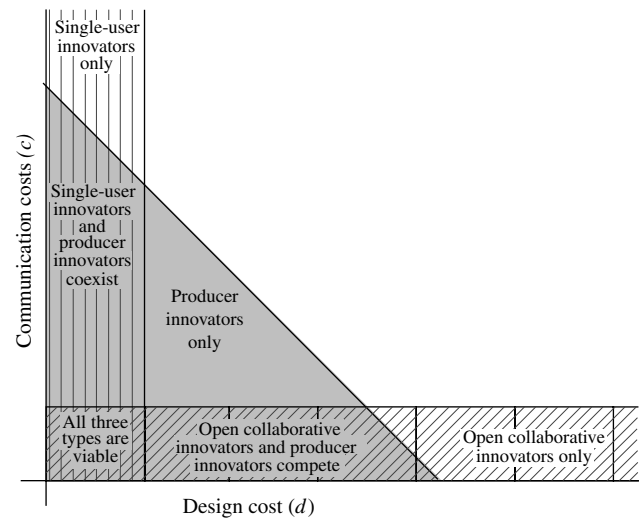 Single-user
innovators
only
Communication costs (c)
Single-user
innovators
and
producer
innovators
coexist
Producer
innovators
only
All three
types are
viable
Open collaborative
innovators and producer
innovators compete
Open collaborative
innovators only
Design cost (d)